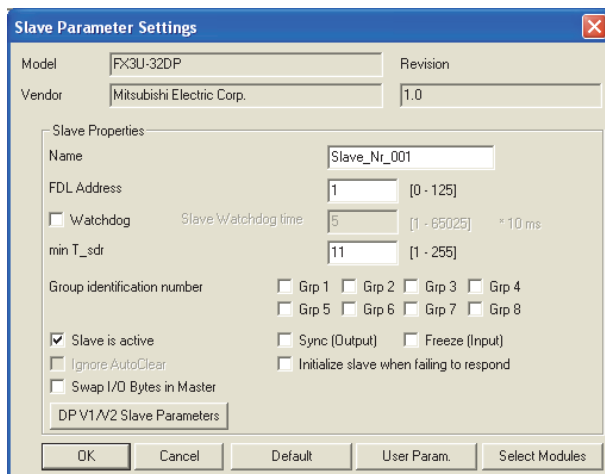 Slave Parameter Settings
Model FX3U-32DP Revision
Vendor Mitsubishi Electric Corp. 1.0
Slave Properties
Name Slave_Nr_001
FDL Address 1 [0 - 125]
Watchdog Slave Watchdog time 5 [1 - 65025] * 10 ms
min T_sdr 11 [1 - 255]
Group identification number Grp 1 Grp 2 Grp 3 Grp 4
Grp 5 Grp 6 Grp 7 Grp 8
Slave is active Sync (Output) Freeze (Input)
Ignore AutoClear Initialize slave when failing to respond
Swap I/O Bytes in Master
DP V1/V2 Slave Parameters
OK Cancel Default User Param. Select Modules